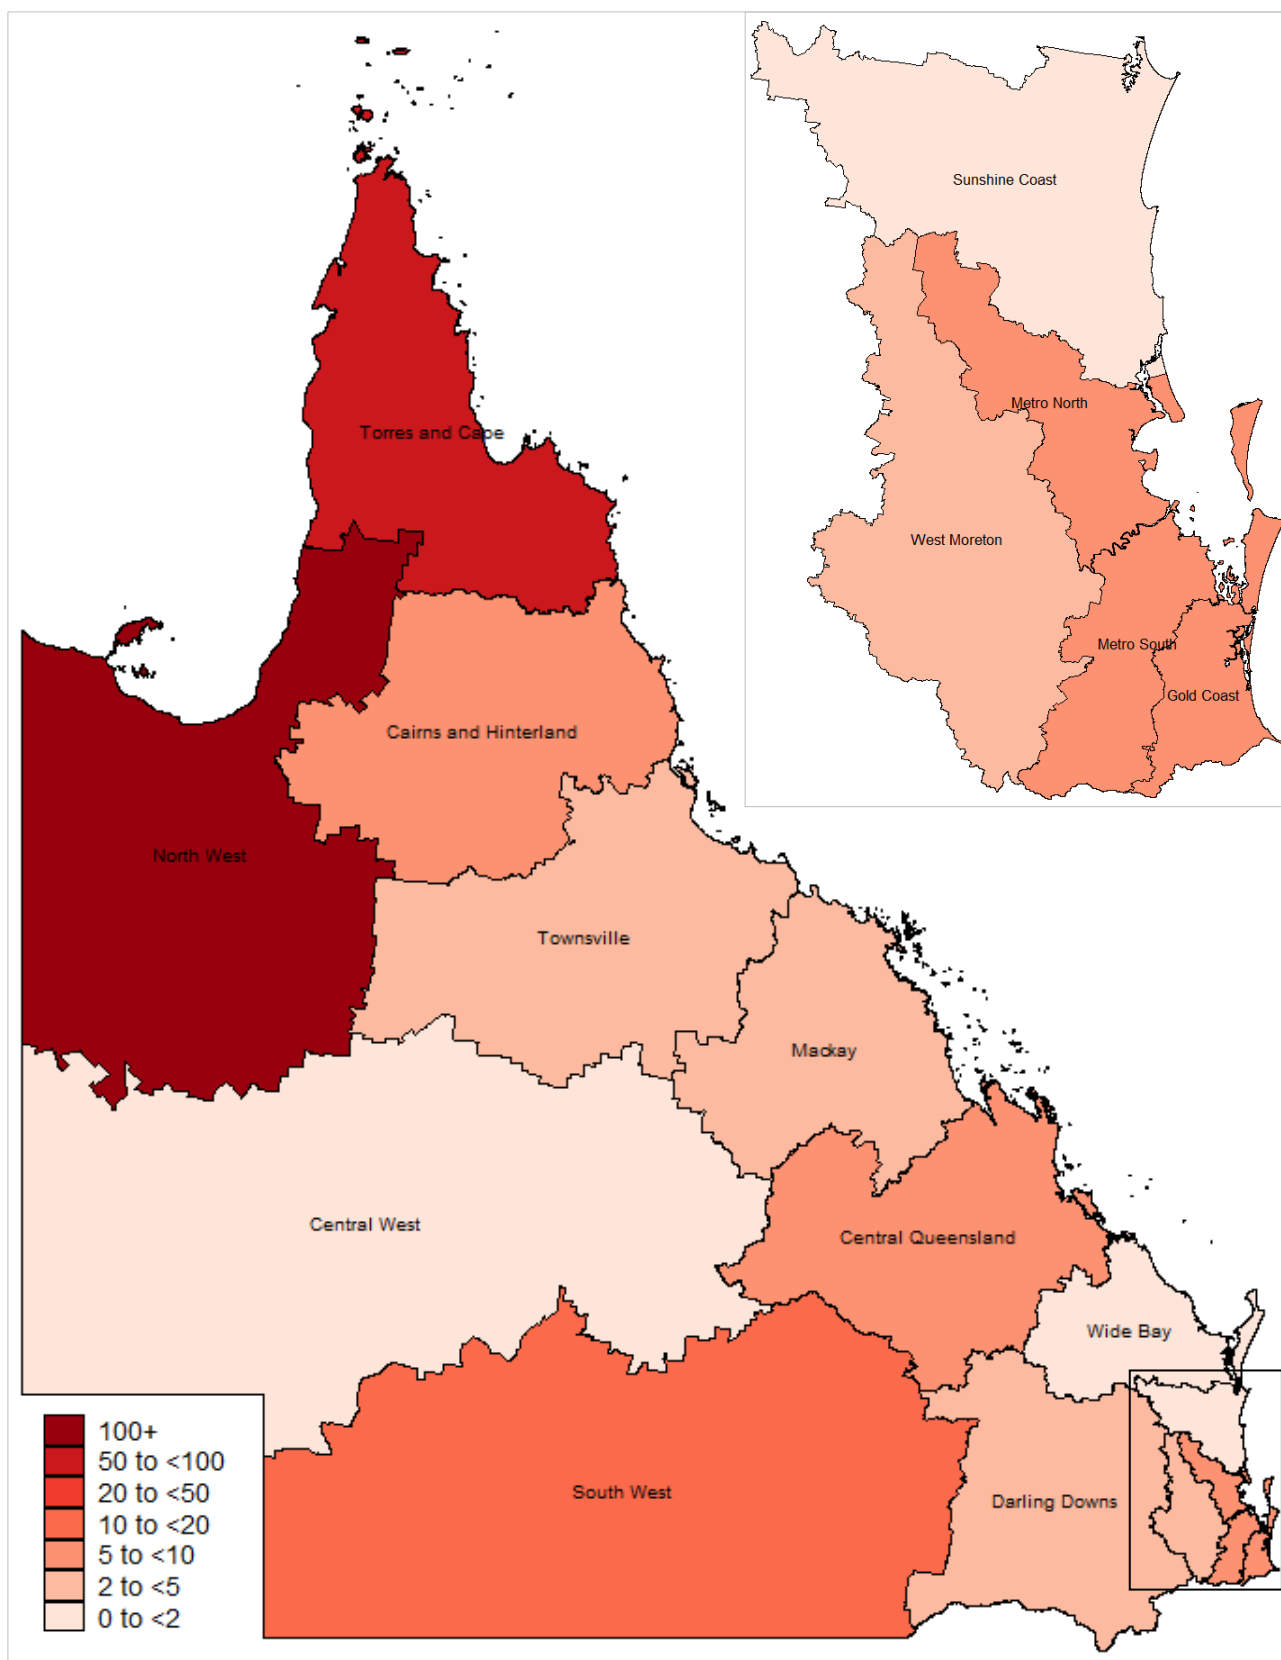 Sunshine Coast
Metro North
West Moreton
Metro South
Gold Coast
Torres and Cape
Cairns and Hinterland
North West
Townsville
Mackay
Central West
Central Queensland
Wide Bay
South West
Darling Downs
100+
50 to <100
20 to <50
10 to <20
5 to <10
2 to <5
0 to <2